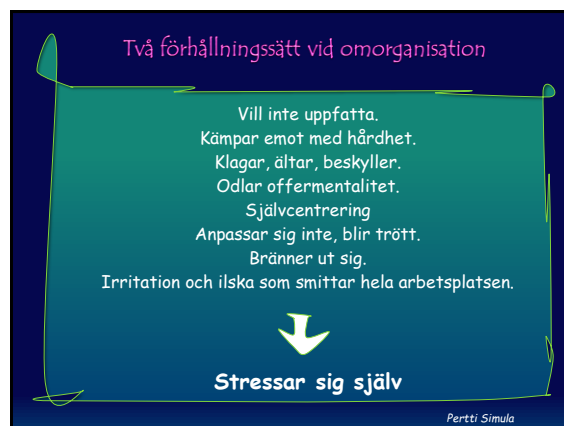 Två förhållningssätt vid omorganisation
Vill inte uppfatta.
Kämpar emot med hårdhet.
Klagar, ältar, beskyller.
Odlar offermentalitet.
Självcentrering
Anpassar sig inte, blir trött.
Bränner ut sig.
Irritation och ilska som smittar hela arbetsplatsen.
Stressar sig själv
Pertti Simula